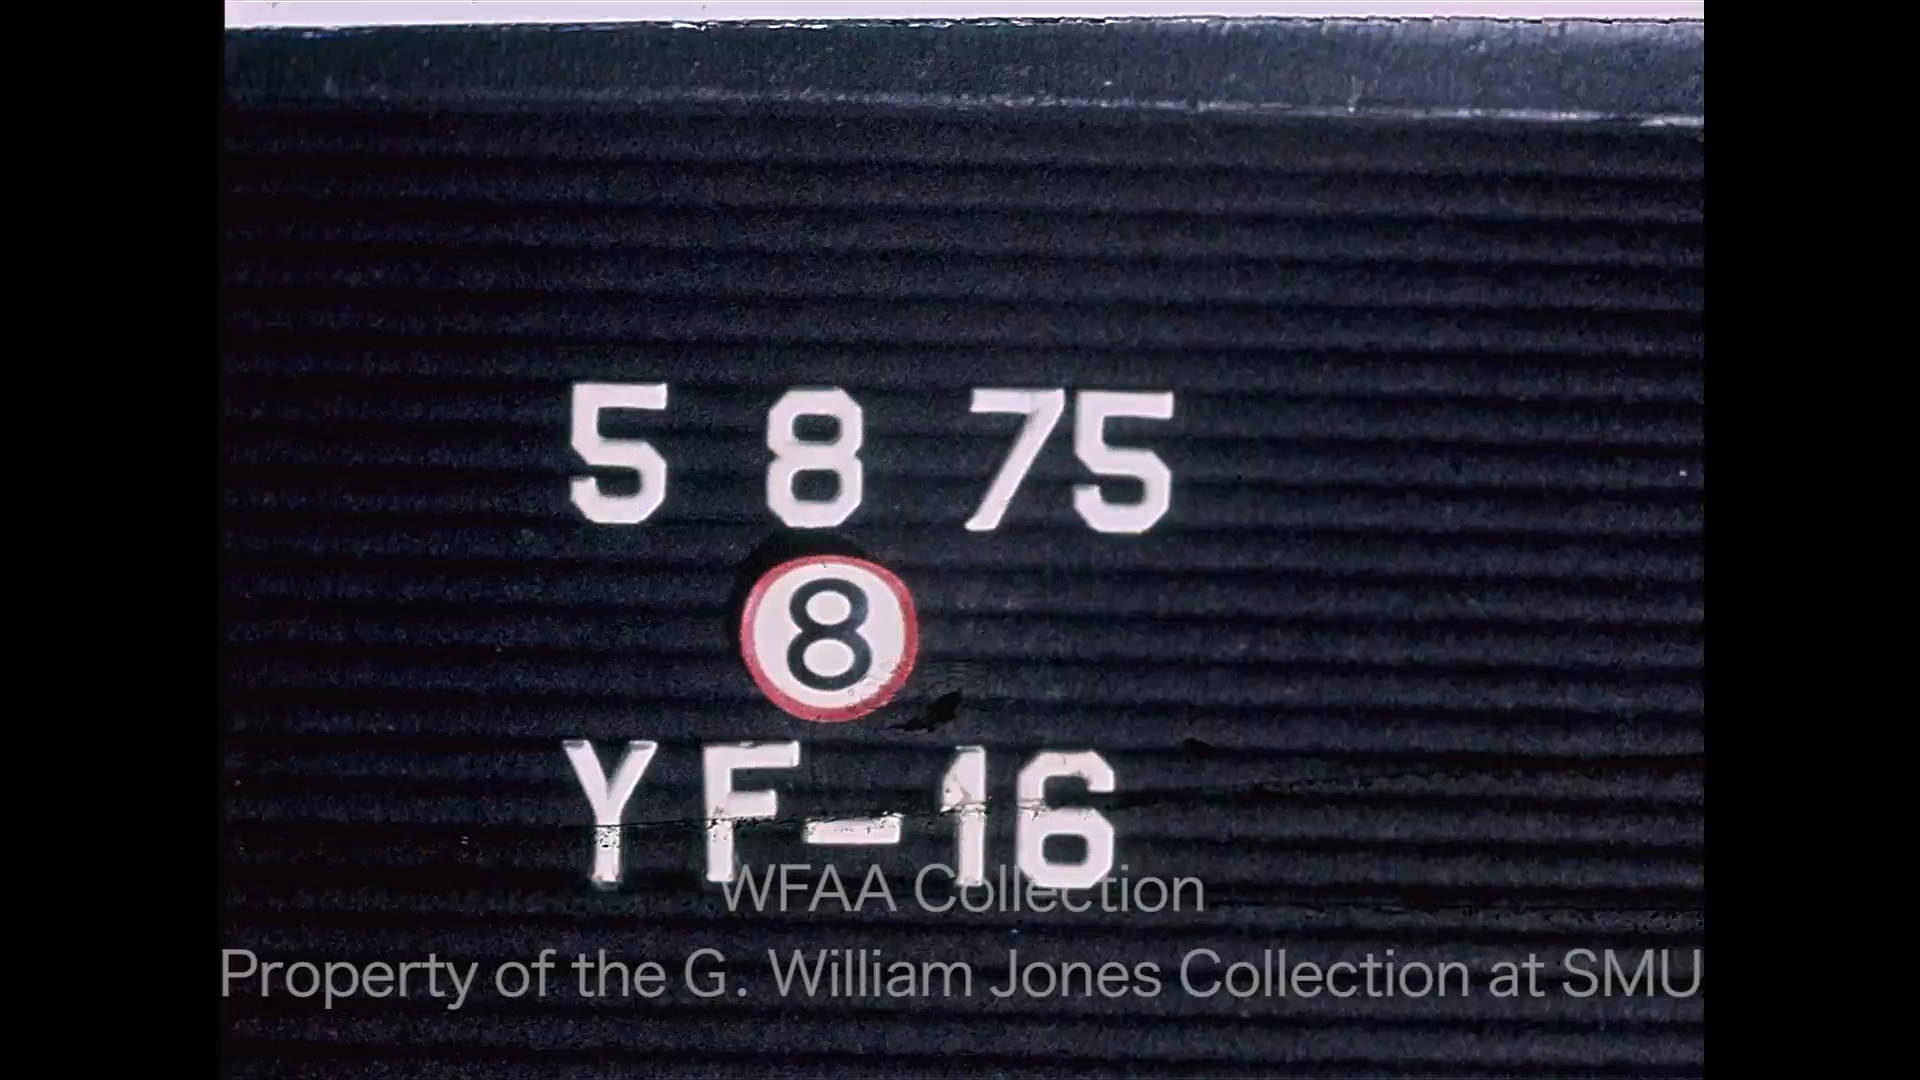 5 8 75
8
YF-16
WFAA Collection
Property of the G. William Jones Collection at SMU